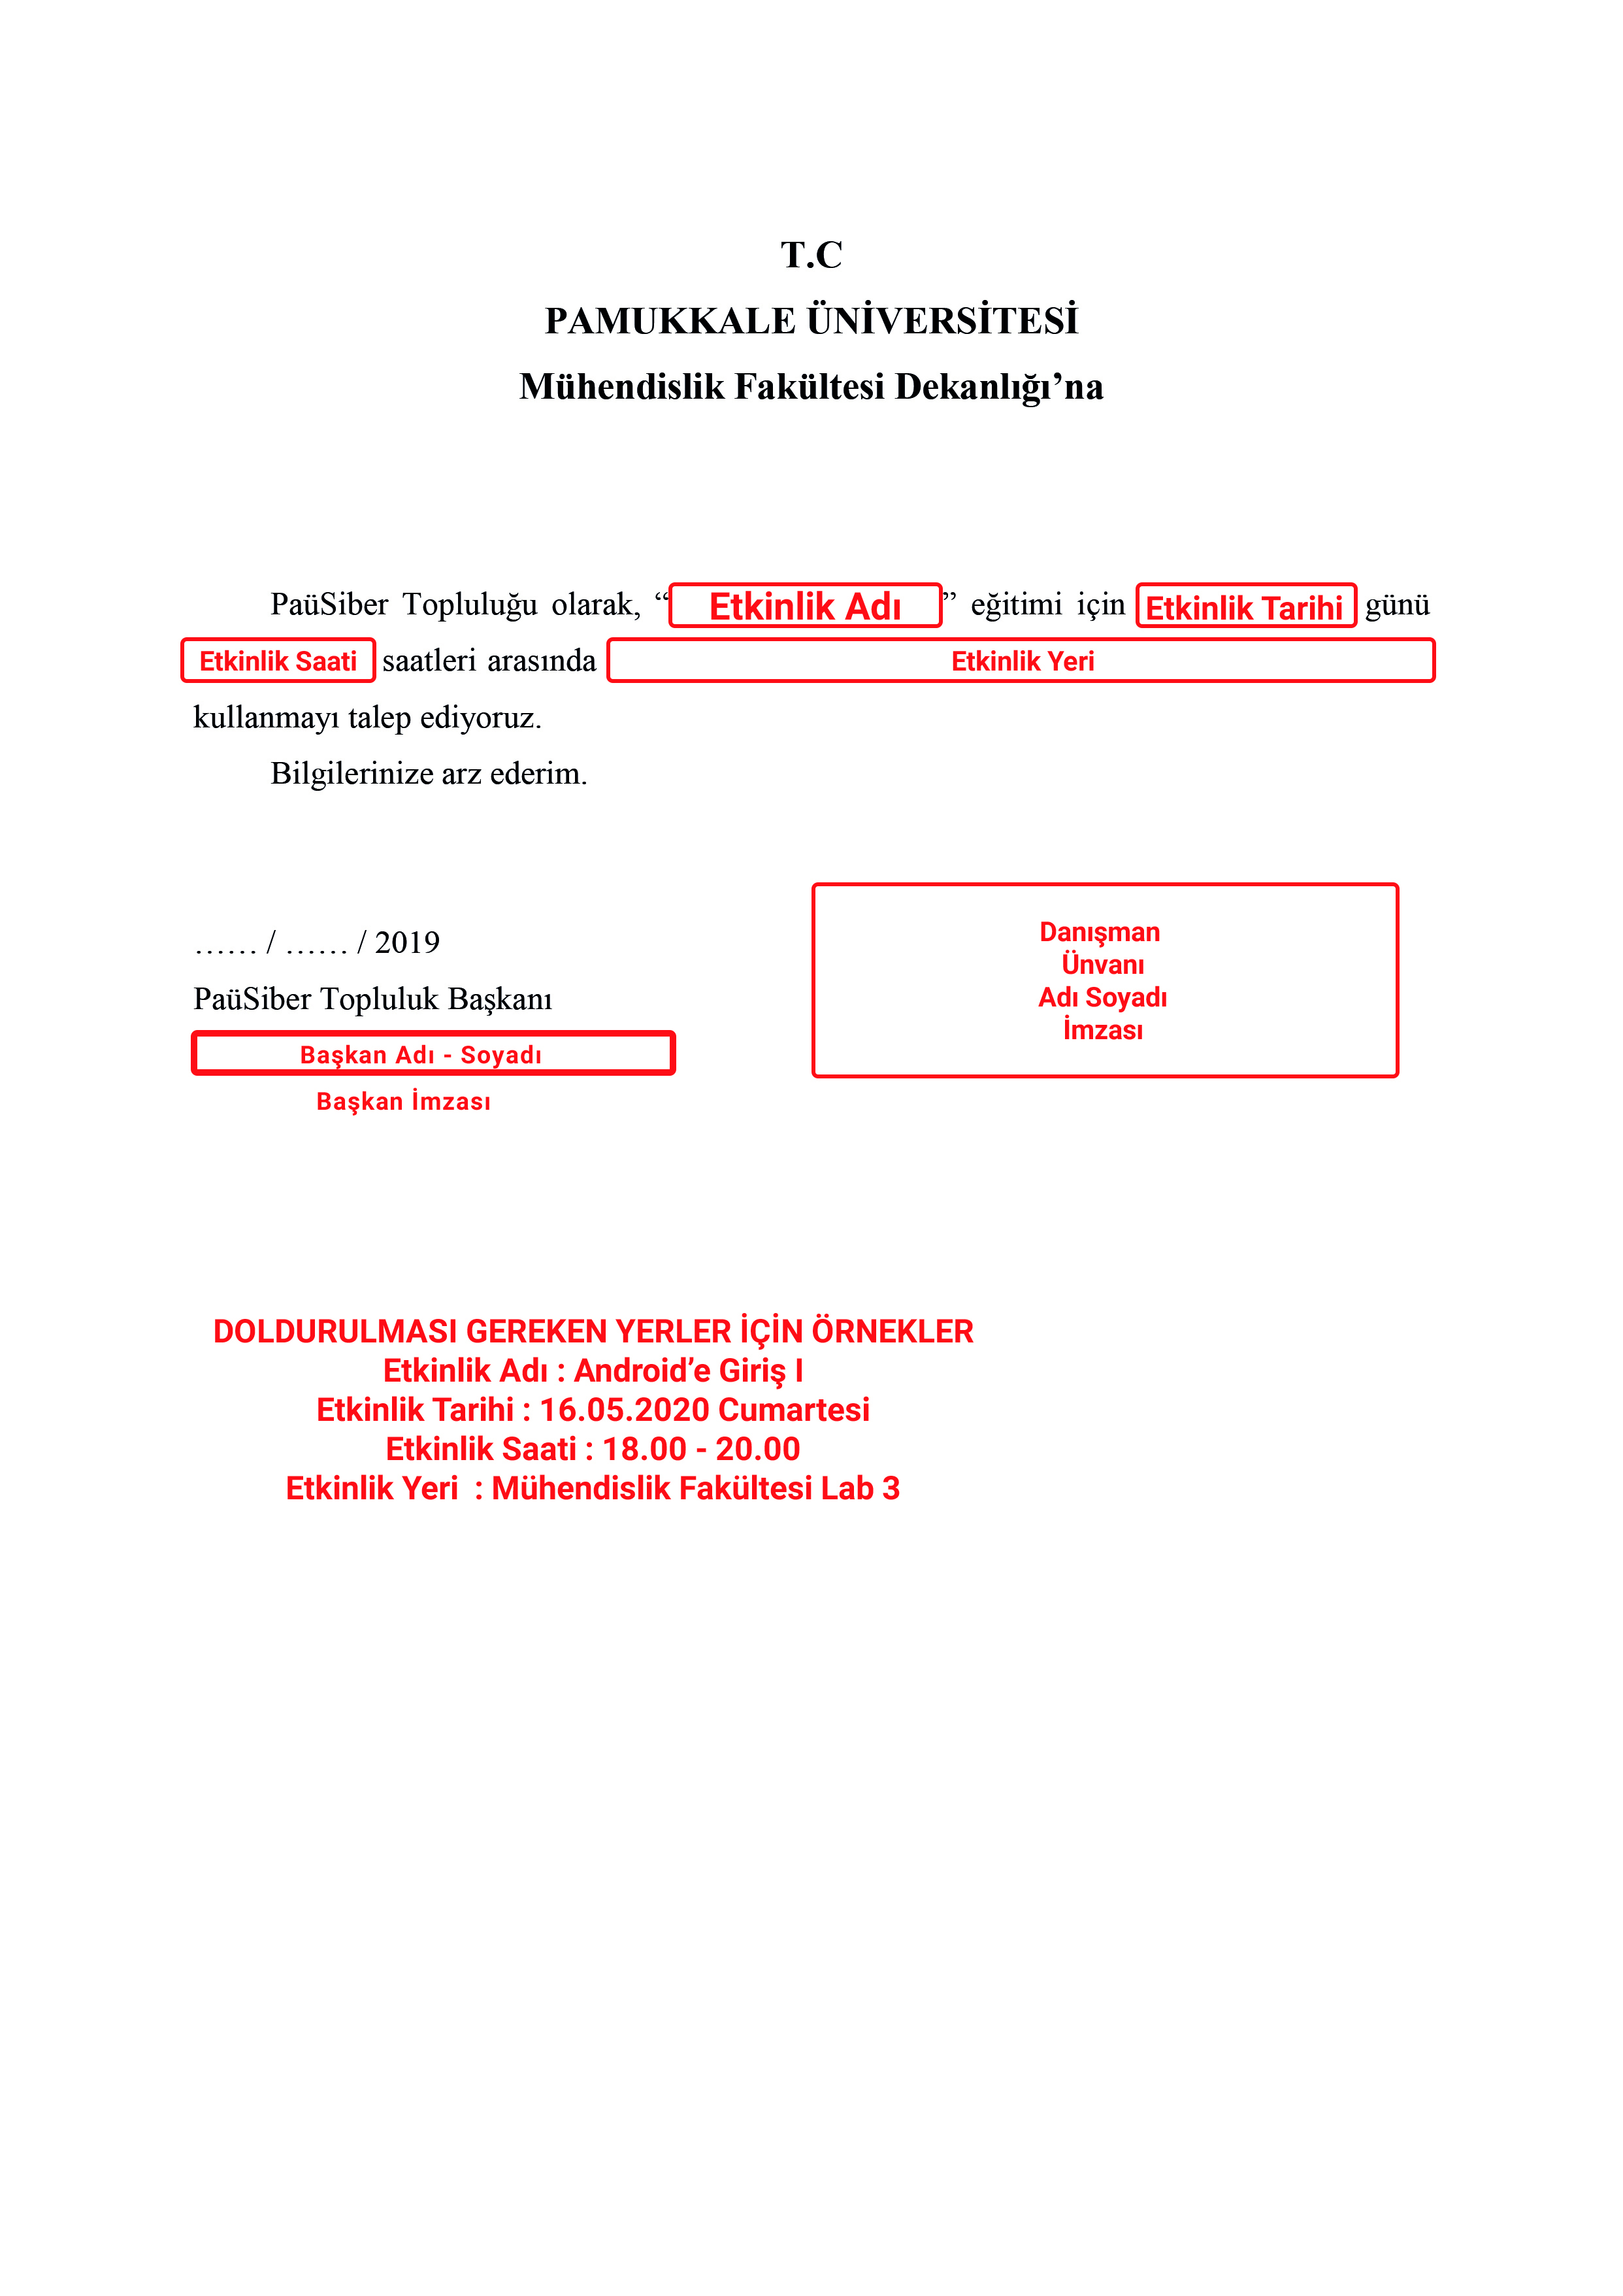 T.C
PAMUKKALE ÜNİVERSİTESİ
Mühendislik Fakültesi Dekanlığı’na
PaüSiber Topluluğu olarak, “Etkinlik Adı” eğitimi için Etkinlik Tarihi günü
Etkinlik Saati saatleri arasında Etkinlik Yeri
kullanmayı talep ediyoruz.
Bilgilerinize arz ederim.
…… / …… / 2019
PaüSiber Topluluk Başkanı
Başkan Adı - Soyadı
Başkan İmzası
Danışman
Ünvanı
Adı Soyadı
İmzası
DOLDURULMASI GEREKEN YERLER İÇİN ÖRNEKLER
Etkinlik Adı : Android’e Giriş I
Etkinlik Tarihi : 16.05.2020 Cumartesi
Etkinlik Saati : 18.00 - 20.00
Etkinlik Yeri  : Mühendislik Fakültesi Lab 3